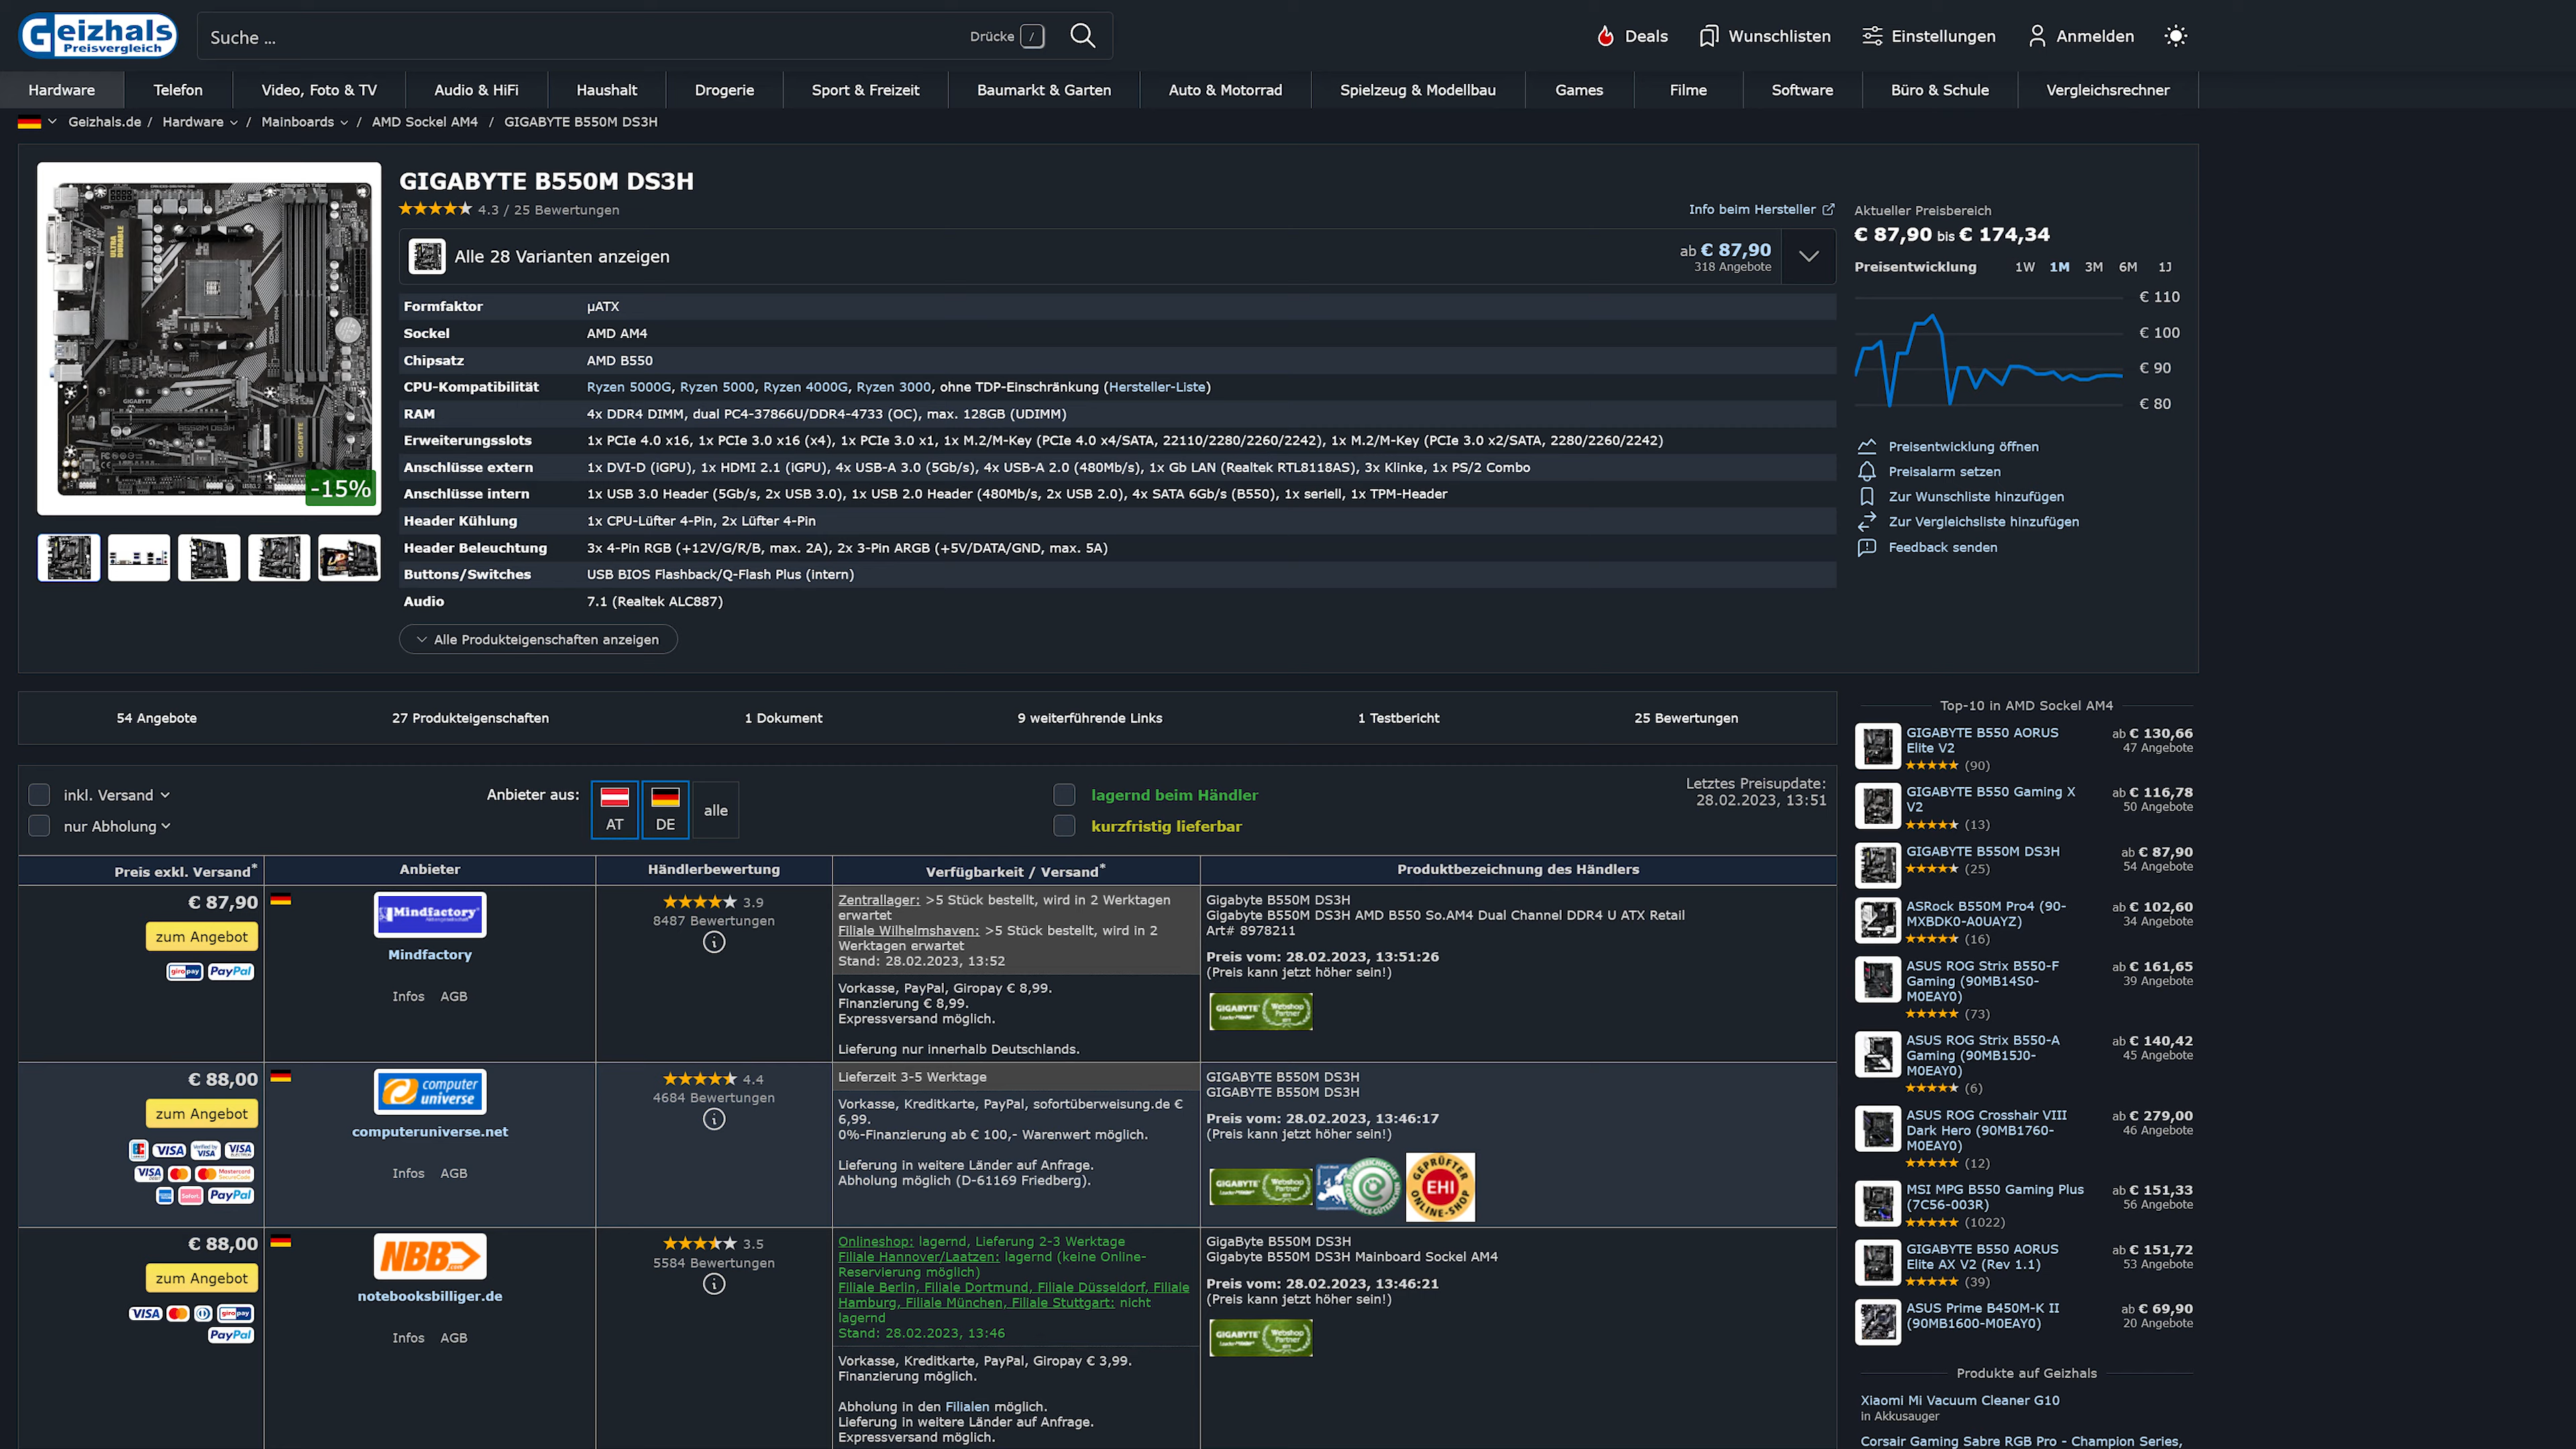 Geizhals
Preisvergleich
Suche ...
Drücke /
Deals
Wunschlisten
Einstellungen
Anmelden
Hardware
Telefon
Video, Foto & TV
Audio & HiFi
Haushalt
Drogerie
Sport & Freizeit
Baumarkt & Garten
Auto & Motorrad
Spielzeug & Modellbau
Games
Filme
Software
Büro & Schule
Vergleichsrechner
Geizhals.de / Hardware / Mainboards / AMD Sockel AM4 / GIGABYTE B550M DS3H
-15%
GIGABYTE B550M DS3H
4.3 / 25 Bewertungen
Info beim Hersteller
Alle 28 Varianten anzeigen
ab € 87,90
318 Angebote
Formfaktor µATX
Sockel AMD AM4
Chipsatz AMD B550
CPU-Kompatibilität Ryzen 5000G, Ryzen 5000, Ryzen 4000G, Ryzen 3000, ohne TDP-Einschränkung (Hersteller-Liste)
RAM 4x DDR4 DIMM, dual PC4-37866U/DDR4-4733 (OC), max. 128GB (UDIMM)
Erweiterungsslots 1x PCIe 4.0 x16, 1x PCIe 3.0 x16 (x4), 1x PCIe 3.0 x1, 1x M.2/M-Key (PCIe 4.0 x4/SATA, 22110/2280/2260/2242), 1x M.2/M-Key (PCIe 3.0 x2/SATA, 2280/2260/2242)
Anschlüsse extern 1x DVI-D (iGPU), 1x HDMI 2.1 (iGPU), 4x USB-A 3.0 (5Gb/s), 4x USB-A 2.0 (480Mb/s), 1x Gb LAN (Realtek RTL8118AS), 3x Klinke, 1x PS/2 Combo
Anschlüsse intern 1x USB 3.0 Header (5Gb/s, 2x USB 3.0), 1x USB 2.0 Header (480Mb/s, 2x USB 2.0), 4x SATA 6Gb/s (B550), 1x seriell, 1x TPM-Header
Header Kühlung 1x CPU-Lüfter 4-Pin, 2x Lüfter 4-Pin
Header Beleuchtung 3x 4-Pin RGB (+12V/G/R/B, max. 2A), 2x 3-Pin ARGB (+5V/DATA/GND, max. 5A)
Buttons/Switches USB BIOS Flashback/Q-Flash Plus (intern)
Audio 7.1 (Realtek ALC887)
Alle Produkteigenschaften anzeigen
Aktueller Preisbereich
€ 87,90 bis € 174,34
Preisentwicklung 1W 1M 3M 6M 1J
€ 110
€ 100
€ 90
€ 80
Preisentwicklung öffnen
Preisalarm setzen
Zur Wunschliste hinzufügen
Zur Vergleichsliste hinzufügen
Feedback senden
54 Angebote
27 Produkteigenschaften
1 Dokument
9 weiterführende Links
1 Testbericht
25 Bewertungen
inkl. Versand
nur Abholung
Anbieter aus:
AT
DE
alle
lagernd beim Händler
kurzfristig lieferbar
Letztes Preisupdate:
28.02.2023, 13:51
Preis exkl. Versand*
Anbieter
Händlerbewertung
Verfügbarkeit / Versand*
Produktbezeichnung des Händlers
€ 87,90
zum Angebot
giropay PayPal
Mindfactory
Mindfactory
Infos AGB
3.9
8487 Bewertungen
Zentrallager: >5 Stück bestellt, wird in 2 Werktagen
erwartet
Filiale Wilhelmshaven: >5 Stück bestellt, wird in 2
Werktagen erwartet
Stand: 28.02.2023, 13:52
Vorkasse, PayPal, Giropay € 8,99.
Finanzierung € 8,99.
Expressversand möglich.
Lieferung nur innerhalb Deutschlands.
Gigabyte B550M DS3H
Gigabyte B550M DS3H AMD B550 So.AM4 Dual Channel DDR4 U ATX Retail
Art# 8978211
Preis vom: 28.02.2023, 13:51:26
(Preis kann jetzt höher sein!)
GIGABYTE Webshop Partner
€ 88,00
zum Angebot
VISA Verified by VISA VISA
VISA Mastercard
PayPal
computer
universe
computeruniverse.net
Infos AGB
4.4
4684 Bewertungen
Lieferzeit 3-5 Werktage
Vorkasse, Kreditkarte, PayPal, sofortüberweisung.de €
6,99.
0%-Finanzierung ab € 100,- Warenwert möglich.
Lieferung in weitere Länder auf Anfrage.
Abholung möglich (D-61169 Friedberg).
GIGABYTE B550M DS3H
GIGABYTE B550M DS3H
Preis vom: 28.02.2023, 13:46:17
(Preis kann jetzt höher sein!)
GIGABYTE Webshop Partner
GEPRÜFTER
EHI
ONLINE-SHOP
€ 88,00
zum Angebot
VISA giropay
PayPal
NBB
.com
notebooksbilliger.de
Infos AGB
3.5
5584 Bewertungen
Onlineshop: lagernd, Lieferung 2-3 Werktage
Filiale Hannover/Laatzen: lagernd (keine Online-
Reservierung möglich)
Filiale Berlin, Filiale Dortmund, Filiale Düsseldorf, Filiale
Hamburg, Filiale München, Filiale Stuttgart: nicht
lagernd
Stand: 28.02.2023, 13:46
Vorkasse, Kreditkarte, PayPal, Giropay € 3,99.
Finanzierung möglich.
Abholung in den Filialen möglich.
Lieferung in weitere Länder auf Anfrage.
Expressversand möglich.
GigaByte B550M DS3H
Gigabyte B550M DS3H Mainboard Sockel AM4
Preis vom: 28.02.2023, 13:46:21
(Preis kann jetzt höher sein!)
GIGABYTE Webshop Partner
Top-10 in AMD Sockel AM4
GIGABYTE B550 AORUS ab € 130,66
Elite V2 47 Angebote
(90)
GIGABYTE B550 Gaming X ab € 116,78
V2 50 Angebote
(13)
GIGABYTE B550M DS3H ab € 87,90
(25) 54 Angebote
ASRock B550M Pro4 (90- ab € 102,60
MXBDK0-A0UAYZ) 34 Angebote
(16)
ASUS ROG Strix B550-F ab € 161,65
Gaming (90MB14S0- 39 Angebote
M0EAY0)
(73)
ASUS ROG Strix B550-A ab € 140,42
Gaming (90MB15J0- 45 Angebote
M0EAY0)
(6)
ASUS ROG Crosshair VIII ab € 279,00
Dark Hero (90MB1760- 46 Angebote
M0EAY0)
(12)
MSI MPG B550 Gaming Plus ab € 151,33
(7C56-003R) 56 Angebote
(1022)
GIGABYTE B550 AORUS ab € 151,72
Elite AX V2 (Rev 1.1) 53 Angebote
(39)
ASUS Prime B450M-K II ab € 69,90
(90MB1600-M0EAY0) 20 Angebote
Produkte auf Geizhals
Xiaomi Mi Vacuum Cleaner G10
in Akkusauger
Corsair Gaming Sabre RGB Pro - Champion Series,